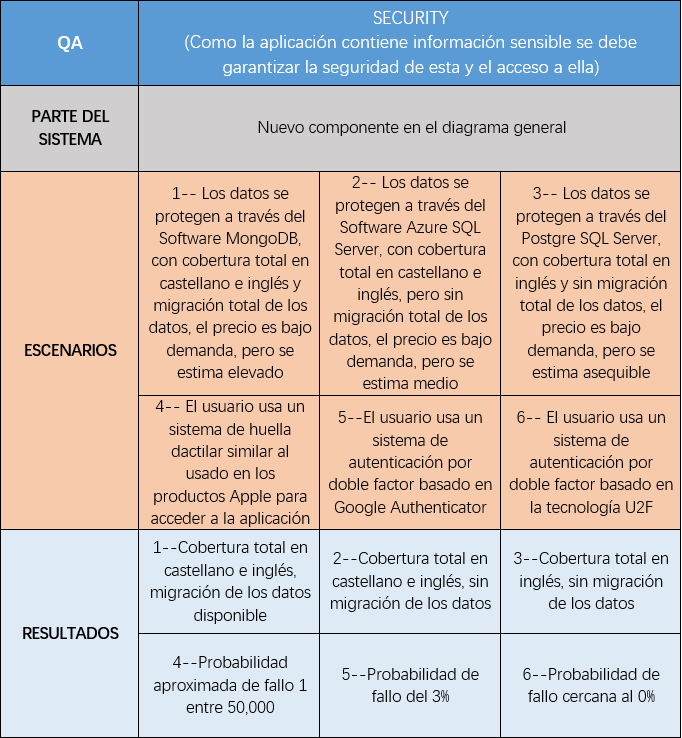 QA
SECURITY
(Como la aplicación contiene información sensible se debe
garantizar la seguridad de esta y el acceso a ella)
PARTE DEL
SISTEMA
Nuevo componente en el diagrama general
ESCENARIOS
1-- Los datos se
protegen a través del
Software MongoDB,
con cobertura total en
castellano e inglés y
migración total de los
datos, el precio es bajo
demanda, pero se
estima elevado
2-- Los datos se
protegen a través del
Software Azure SQL
Server, con cobertura
total en castellano e
inglés, pero sin
migración total de los
datos, el precio es bajo
demanda, pero se
estima medio
3-- Los datos se
protegen a través del
Postgre SQL Server,
con cobertura total en
inglés y sin migración
total de los datos, el
precio es bajo
demanda, pero se
estima asequible
4-- El usuario usa un
sistema de huella
dactilar similar al
usado en los
productos Apple para
acceder a la aplicación
5--El usuario usa un
sistema de
autenticación por
doble factor basado en
Google Authenticator
6-- El usuario usa un
sistema de
autenticación por
doble factor basado en
la tecnología U2F
RESULTADOS
1--Cobertura total en
castellano e inglés,
migración de los datos
disponible
2--Cobertura total en
castellano e inglés, sin
migración de los datos
3--Cobertura total en
inglés, sin migración
de los datos
4--Probabilidad
aproximada de fallo 1
entre 50,000
5--Probabilidad de
fallo del 3%
6--Probabilidad de
fallo cercana al 0%